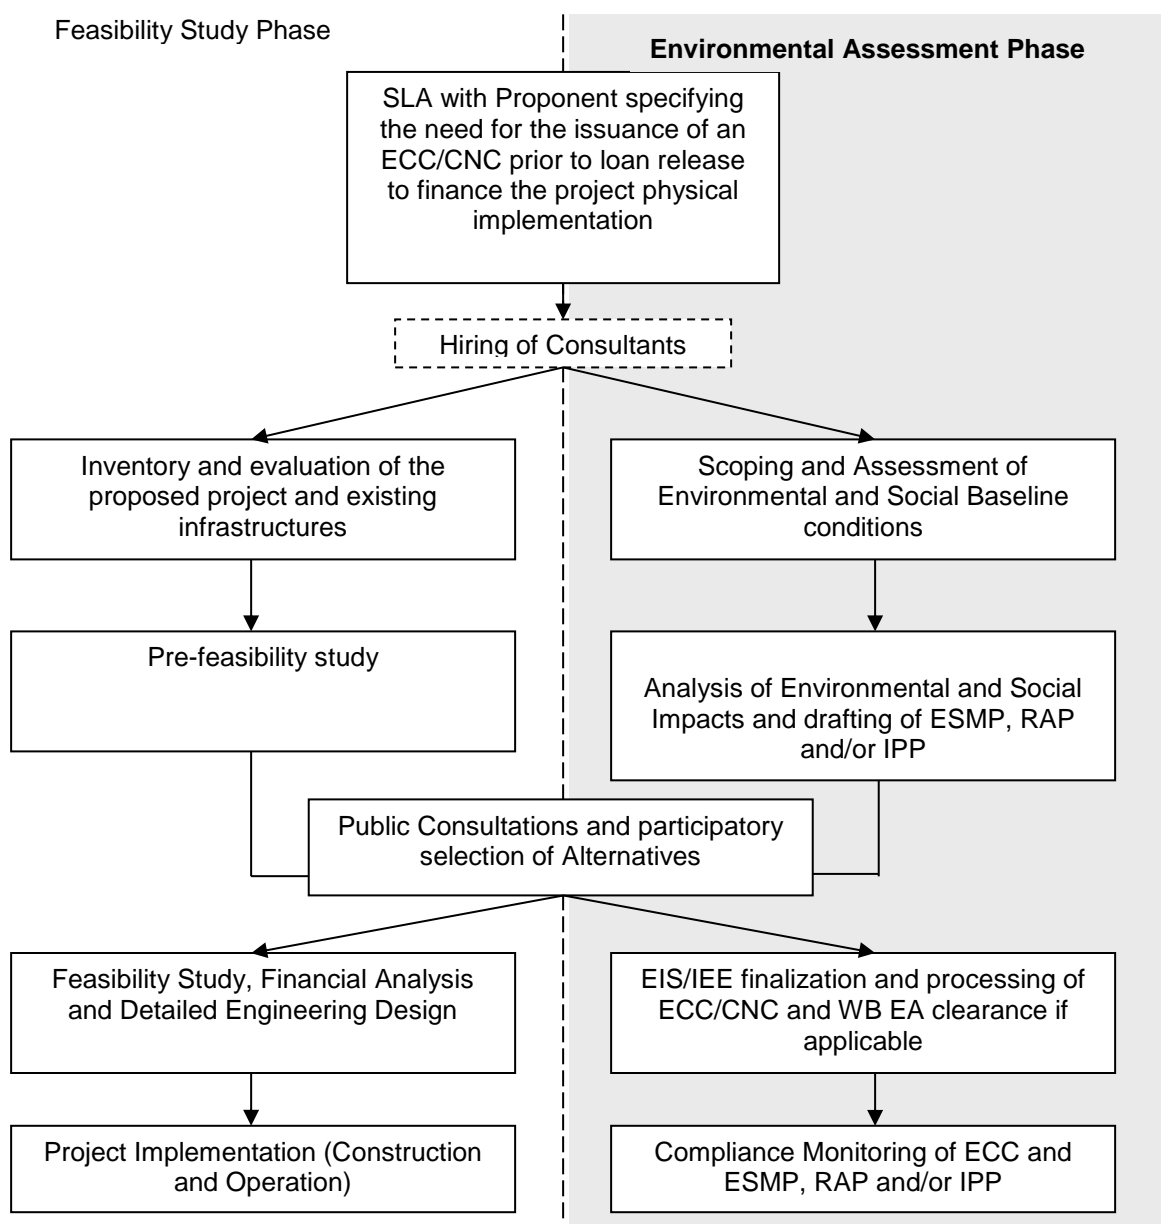 Feasibility Study Phase
Environmental Assessment Phase
SLA with Proponent specifying
the need for the issuance of an
ECC/CNC prior to loan release
to finance the project physical
implementation
Hiring of Consultants
Inventory and evaluation of the
proposed project and existing
infrastructures
Scoping and Assessment of
Environmental and Social Baseline
conditions
Pre-feasibility study
Analysis of Environmental and Social
Impacts and drafting of ESMP, RAP
and/or IPP
Public Consultations and participatory
selection of Alternatives
Feasibility Study, Financial Analysis
and Detailed Engineering Design
EIS/IEE finalization and processing of
ECC/CNC and WB EA clearance if
applicable
Project Implementation (Construction
and Operation)
Compliance Monitoring of ECC and
ESMP, RAP and/or IPP